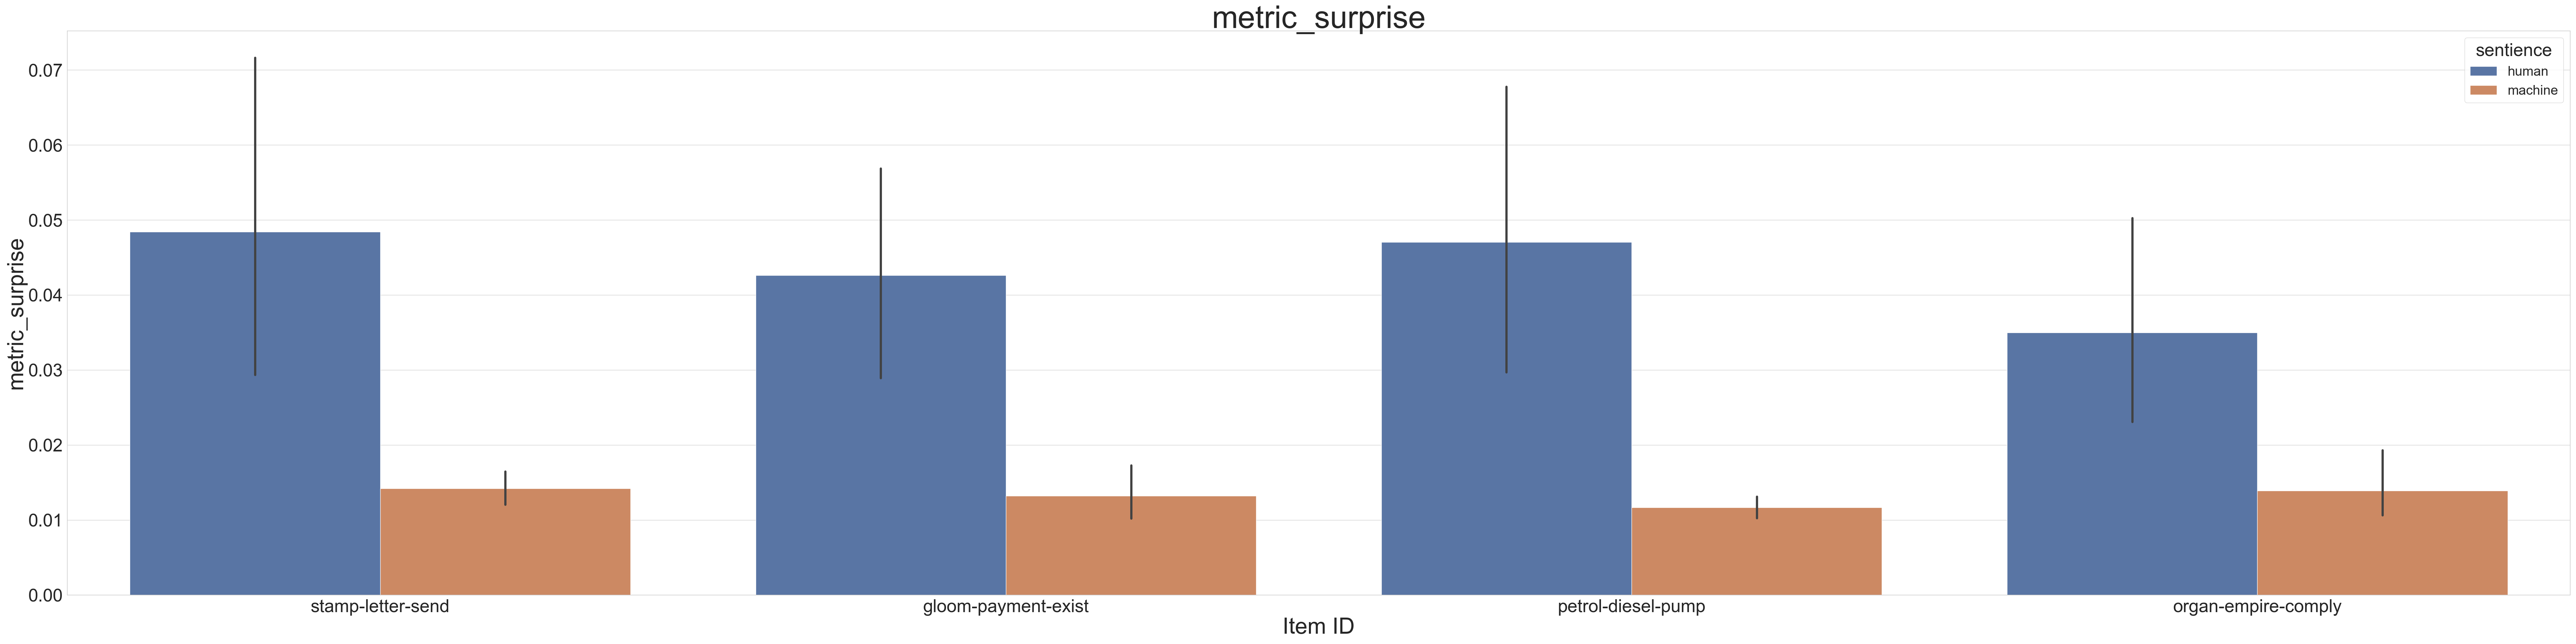 metric_surprise
sentience
human
machine
metric_surprise
0.07
0.06
0.05
0.04
0.03
0.02
0.01
0.00
stamp-letter-send
gloom-payment-exist
petrol-diesel-pump
organ-empire-comply
Item ID